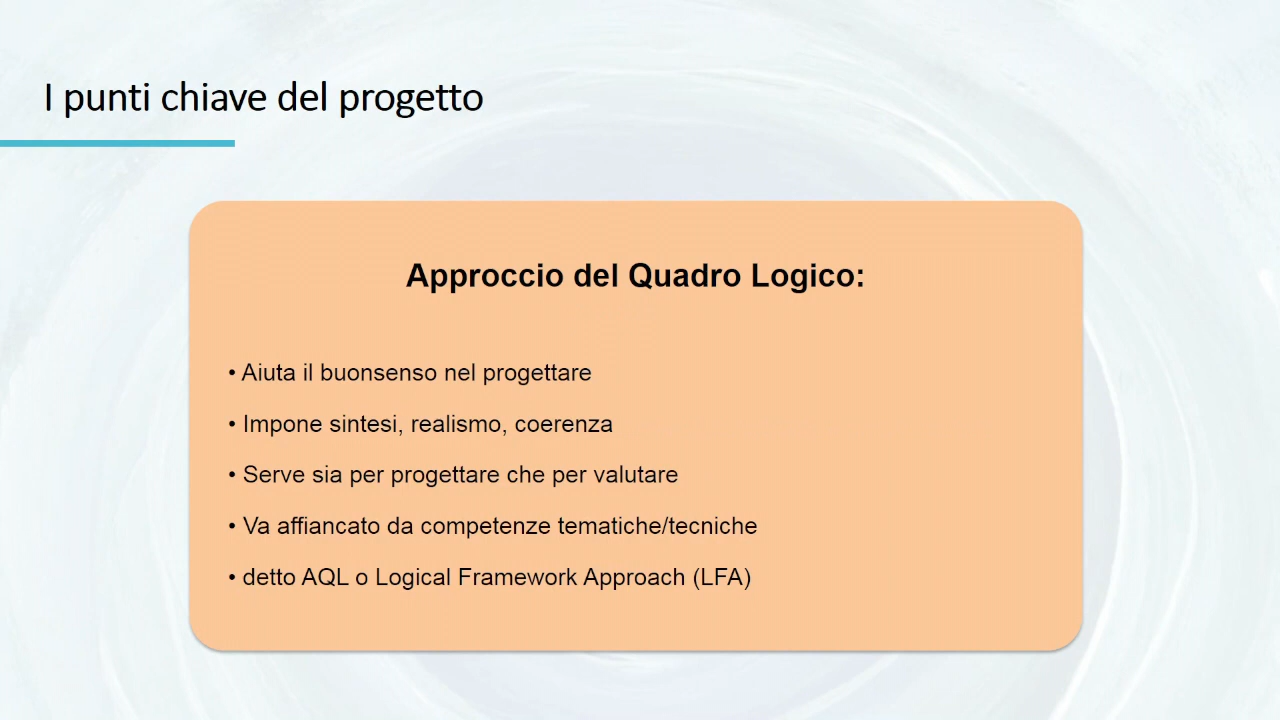 I punti chiave del progetto
Approccio del Quadro Logico:
• Aiuta il buonsenso nel progettare
• Impone sintesi, realismo, coerenza
• Serve sia per progettare che per valutare
• Va affiancato da competenze tematiche/tecniche
• detto AQL o Logical Framework Approach (LFA)